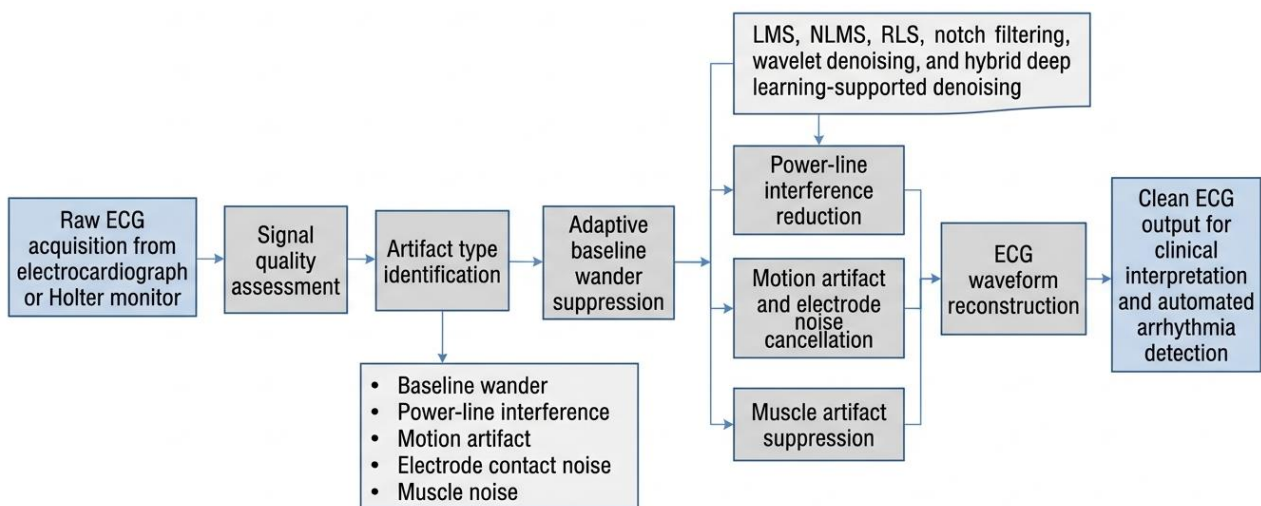 Raw ECG
acquisition from
electrocardiograph
or Holter monitor
Signal
quality
assessment
Artifact type
identification
• Baseline wander
• Power-line interference
• Motion artifact
• Electrode contact noise
• Muscle noise
Adaptive
baseline
wander
suppression
LMS, NLMS, RLS, notch filtering,
wavelet denoising, and hybrid deep
learning-supported denoising
Power-line
interference
reduction
Motion artifact
and electrode
noise
cancellation
Muscle artifact
suppression
ECG
waveform
reconstruction
Clean ECG
output for
clinical
interpretation
and automated
arrhythmia
detection